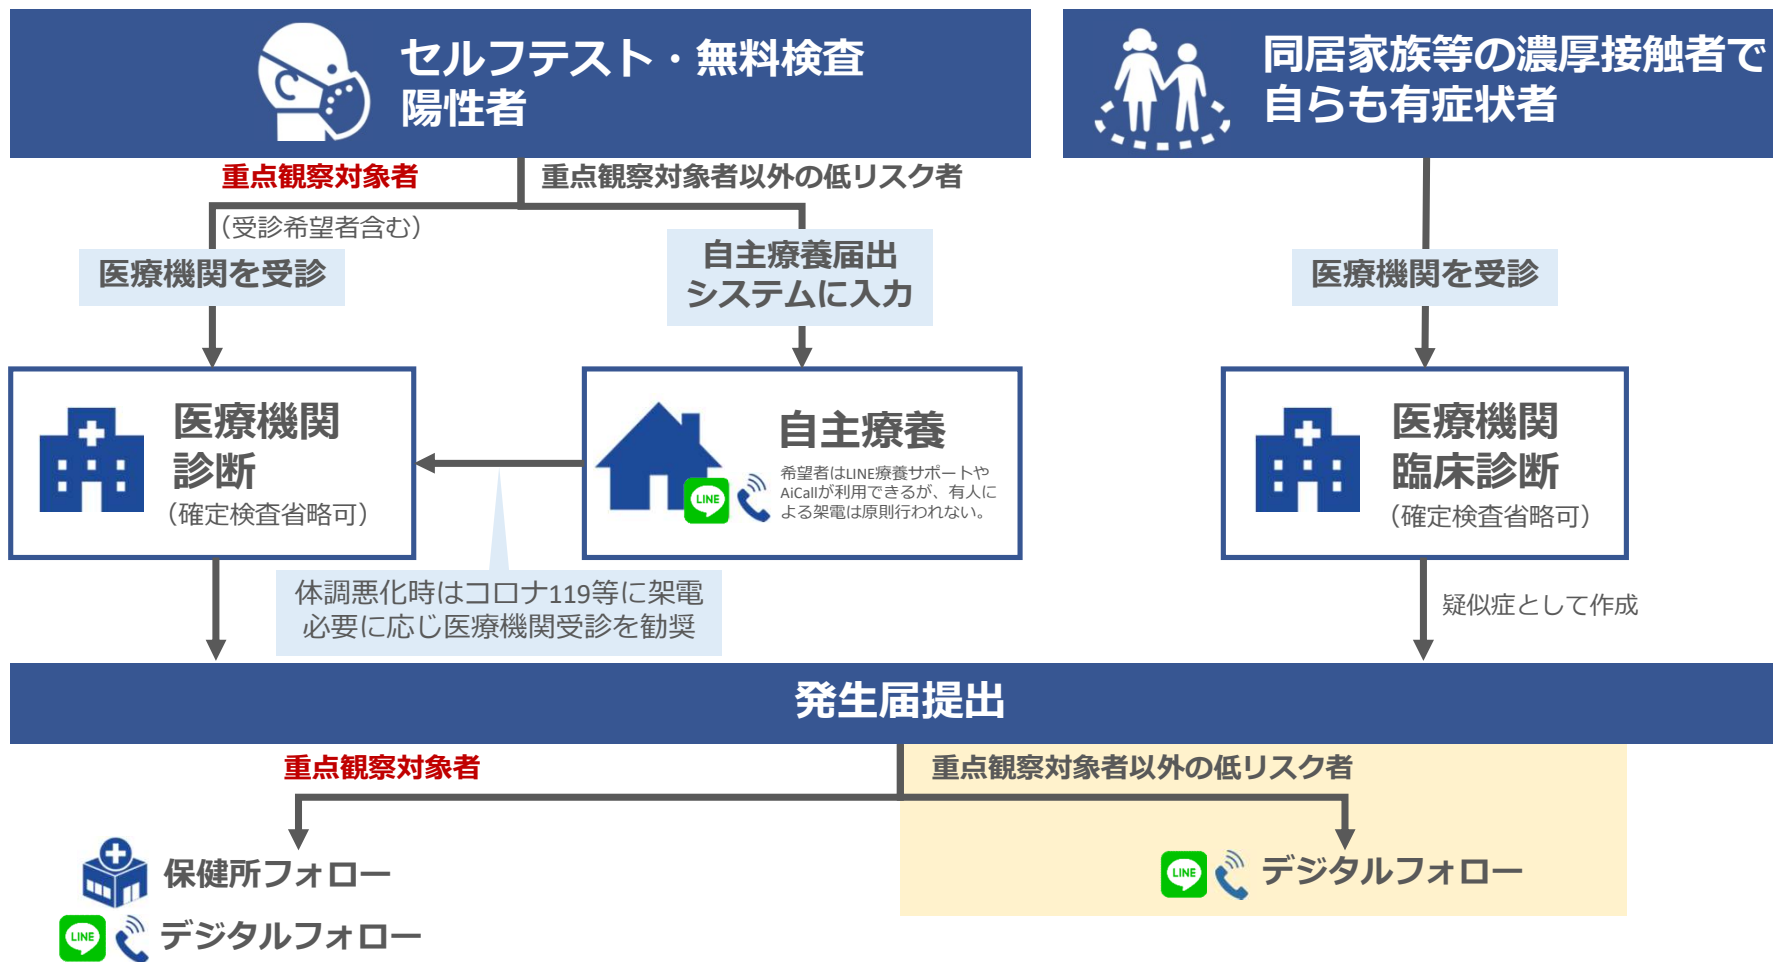 セルフテスト・無料検査
陽性者
同居家族等の濃厚接触者で
自らも有症状者
重点観察対象者
重点観察対象者以外の低リスク者
（受診希望者含む）
医療機関を受診
自主療養届出
システムに入力
医療機関を受診
医療機関
診断
（確定検査省略可）
自主療養
希望者はLINE療養サポートや
AiCallが利用できるが、有人に
よる架電は原則行われない。
LINE
医療機関
臨床診断
（確定検査省略可）
体調悪化時はコロナ119等に架電
必要に応じ医療機関受診を勧奨
疑似症として作成
発生届提出
重点観察対象者
重点観察対象者以外の低リスク者
保健所フォロー
LINE
デジタルフォロー
LINE
デジタルフォロー